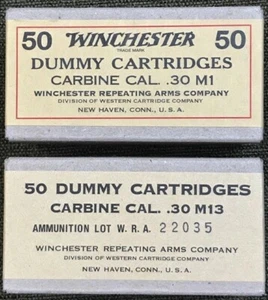 50 WINCHESTER 50
TRADE MARK
DUMMY CARTRIDGES
CARBINE CAL. .30 M1
WINCHESTER REPEATING ARMS COMPANY
DIVISION OF WESTERN CARTRIDGE COMPANY
NEW HAVEN, CONN., U. S. A.
50 DUMMY CARTRIDGES
CARBINE CAL. .30 M13
AMMUNITION LOT W. R. A. 22035
WINCHESTER REPEATING ARMS COMPANY
DIVISION OF WESTERN CARTRIDGE COMPANY
NEW HAVEN, CONN., U. S. A.